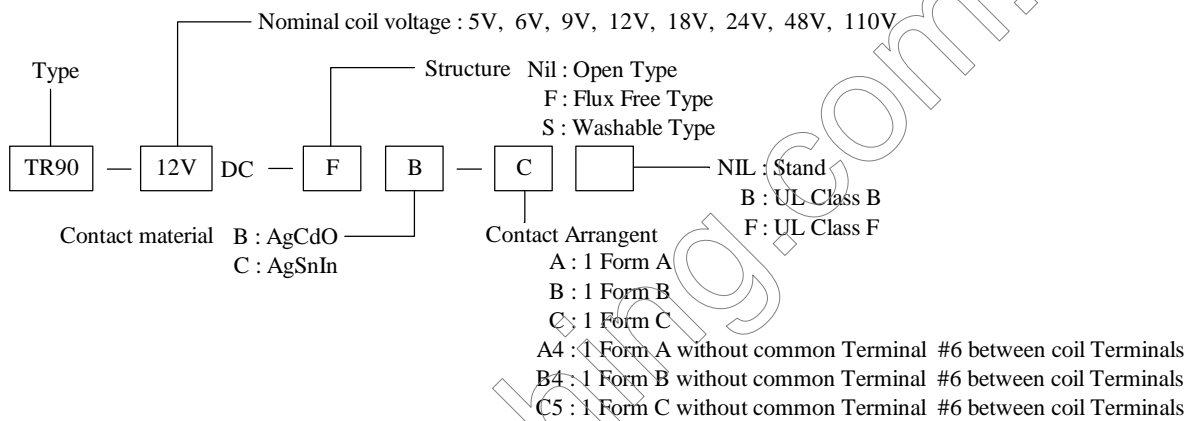 Nominal coil voltage : 5V, 6V, 9V, 12V, 18V, 24V, 48V, 110V
Type
Structure Nil : Open Type
F : Flux Free Type
S : Washable Type
TR90 — 12V DC — F B — C
NIL : Stand
B : UL Class B
F : UL Class F
Contact material B : AgCdO
C : AgSnIn
Contact Arrangent
A : 1 Form A
B : 1 Form B
C : 1 Form C
A4 : 1 Form A without common Terminal #6 between coil Terminals
B4 : 1 Form B without common Terminal #6 between coil Terminals
C5 : 1 Form C without common Terminal #6 between coil Terminals
hing.com.